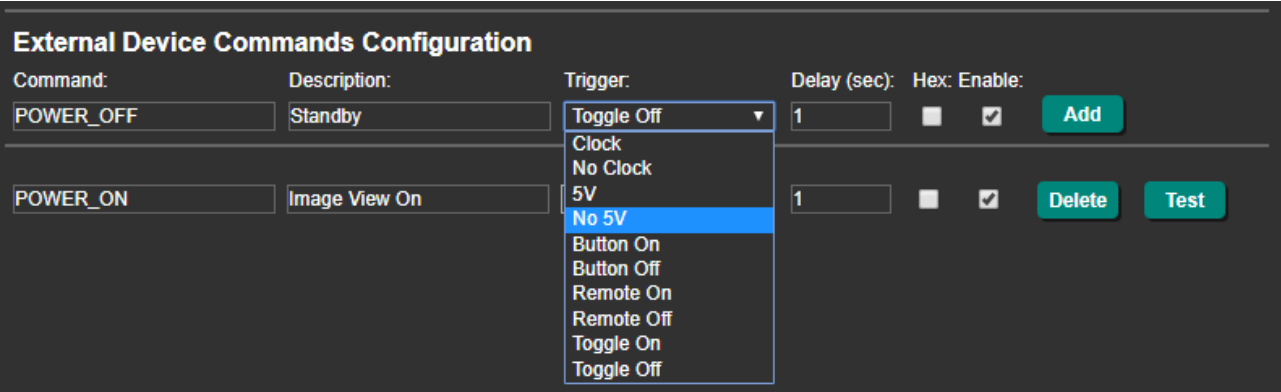 External Device Commands Configuration
Command: Description: Trigger: Delay (sec): Hex: Enable:
POWER_OFF Standby Toggle Off 1 Add
Clock
No Clock
POWER_ON Image View On 5V 1 Delete Test
No 5V
Button On
Button Off
Remote On
Remote Off
Toggle On
Toggle Off